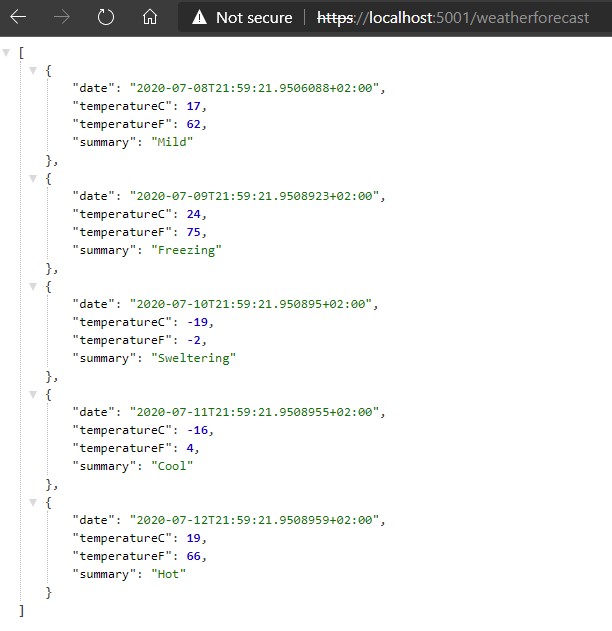 Not secure | https://localhost:5001/weatherforecast
[
{
"date": "2020-07-08T21:59:21.9506088+02:00",
"temperatureC": 17,
"temperatureF": 62,
"summary": "Mild"
},
{
"date": "2020-07-09T21:59:21.9508923+02:00",
"temperatureC": 24,
"temperatureF": 75,
"summary": "Freezing"
},
{
"date": "2020-07-10T21:59:21.950895+02:00",
"temperatureC": -19,
"temperatureF": -2,
"summary": "Sweltering"
},
{
"date": "2020-07-11T21:59:21.9508955+02:00",
"temperatureC": -16,
"temperatureF": 4,
"summary": "Cool"
},
{
"date": "2020-07-12T21:59:21.9508959+02:00",
"temperatureC": 19,
"temperatureF": 66,
"summary": "Hot"
}
]